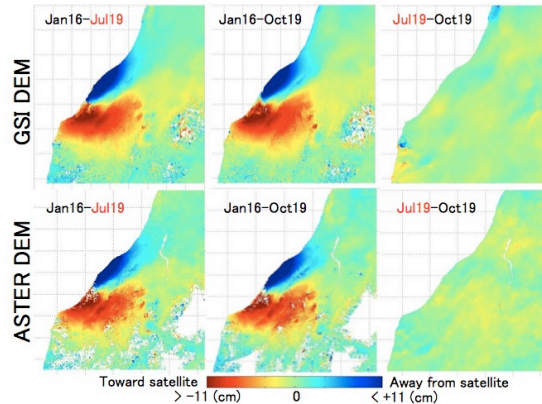 GSI DEM
Jan16-Jul19
Jan16-Oct19
Jul19-Oct19
ASTER DEM
Jan16-Jul19
Jan16-Oct19
Jul19-Oct19
Toward satellite
Away from satellite
> -11 (cm)
0
< +11 (cm)